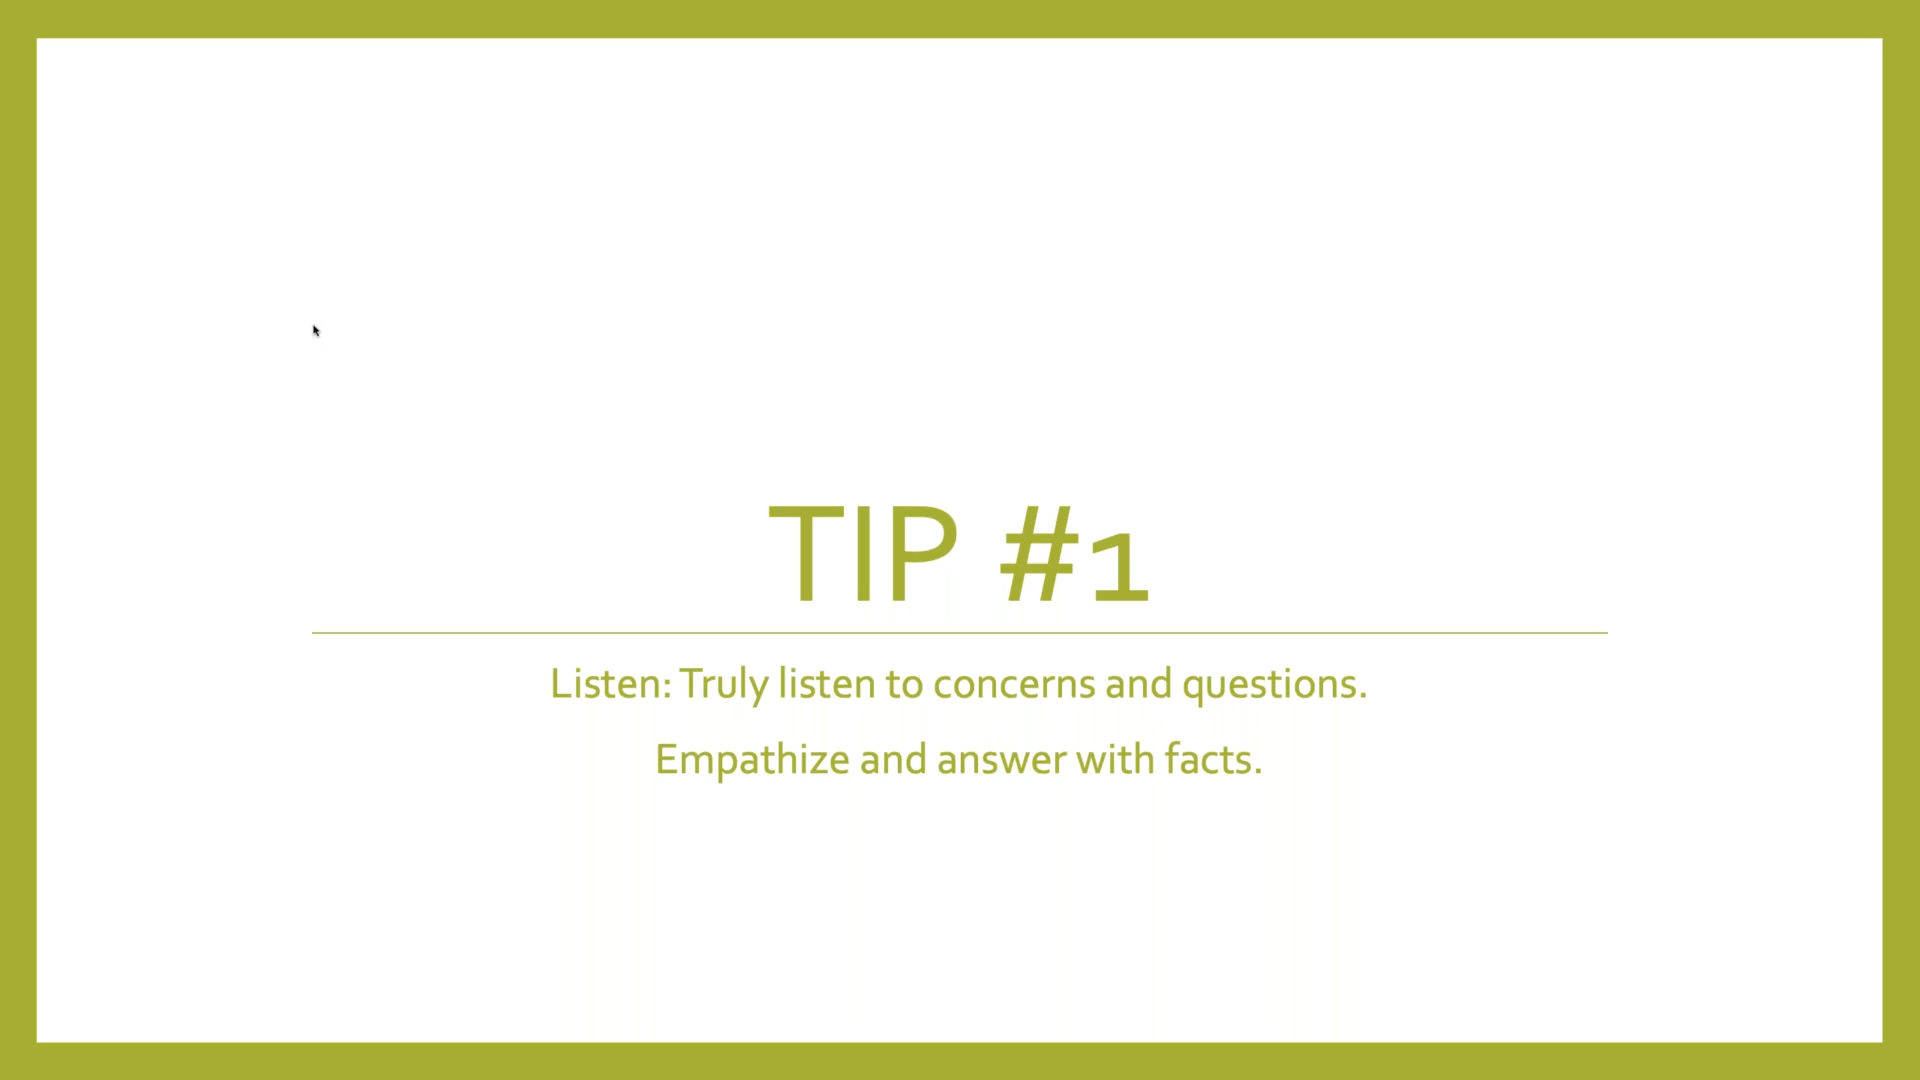 TIP #1
Listen: Truly listen to concerns and questions.
Empathize and answer with facts.